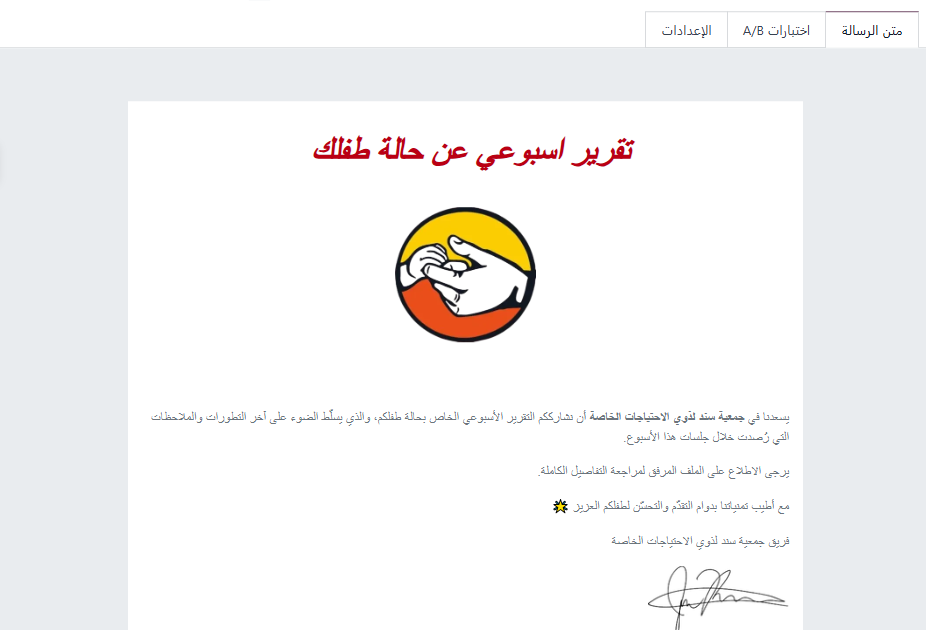 متن الرسالة
اختبارات A/B
الإعدادات
تقرير اسبوعي عن حالة طفلك
يسعدنا في جمعية سند لذوي الاحتياجات الخاصة أن نشارككم التقرير الأسبوعي الخاص بحالة طفلكم، والذي يسلّط الضوء على آخر التطورات والملاحظات
التي رُصدت خلال جلسات هذا الأسبوع.
يرجى الاطلاع على الملف المرفق لمراجعة التفاصيل الكاملة.
مع أطيب تمنياتنا بدوام التقدّم والتحسّن لطفلكم العزيز 🌟
فريق جمعية سند لذوي الاحتياجات الخاصة